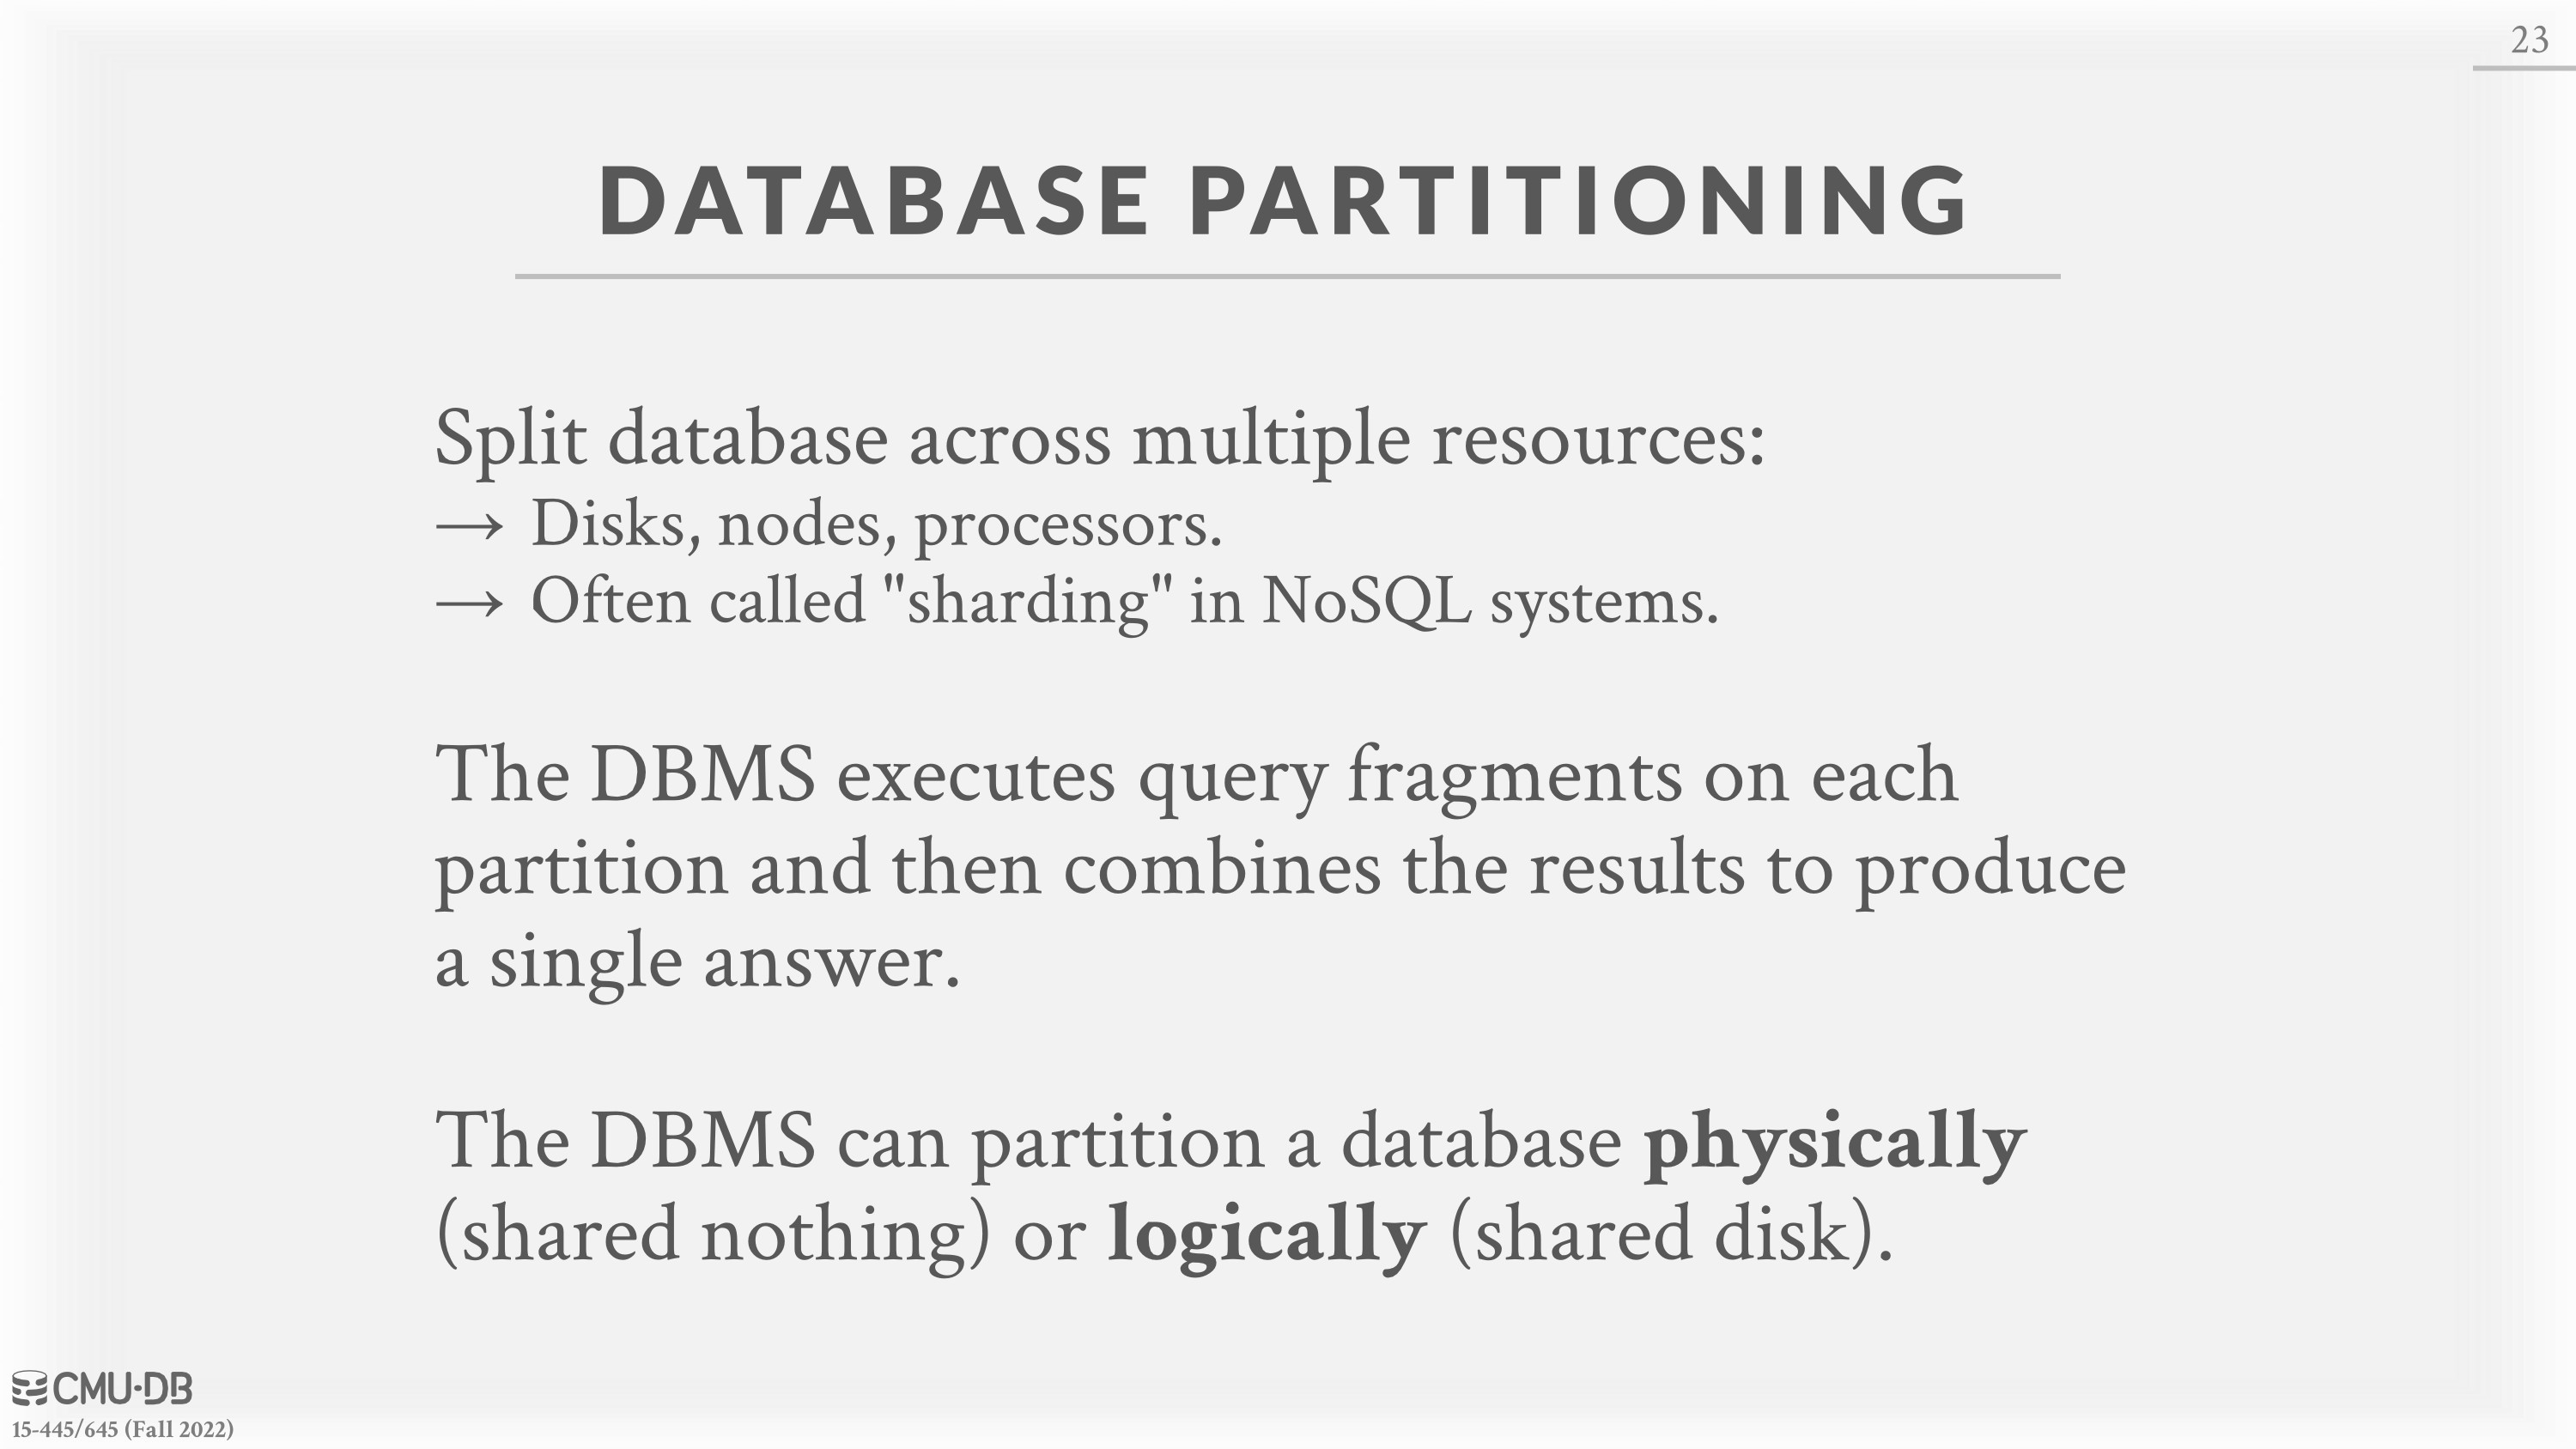 23
DATABASE PARTITIONING
Split database across multiple resources:
→ Disks, nodes, processors.
→ Often called "sharding" in NoSQL systems.
The DBMS executes query fragments on each
partition and then combines the results to produce
a single answer.
The DBMS can partition a database physically
(shared nothing) or logically (shared disk).
CMU·DB
15-445/645 (Fall 2022)